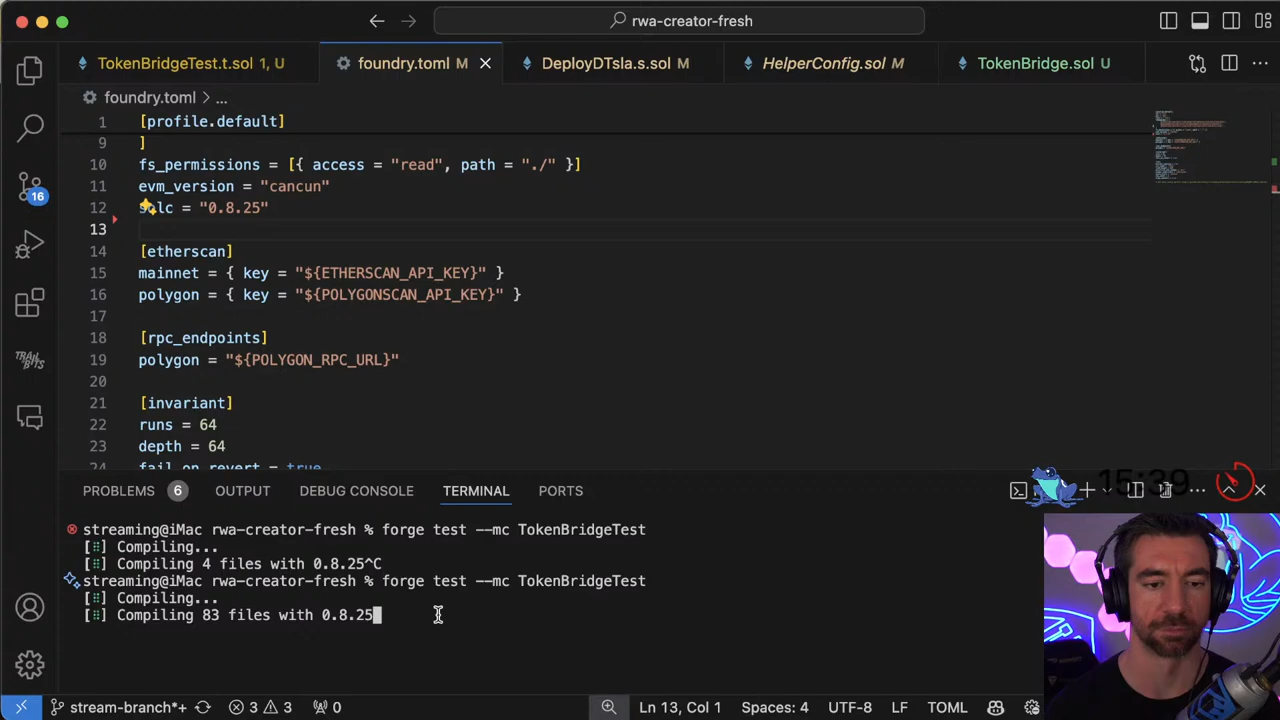 rwa-creator-fresh
TokenBridgeTest.t.sol 1, U
foundry.toml M
DeployDTsla.s.sol M
HelperConfig.sol M
TokenBridge.sol U
foundry.toml > ...
1 [profile.default]
9 ]
10 fs_permissions = [{ access = "read", path = "./" }]
11 evm_version = "cancun"
12 solc = "0.8.25"
13
14 [etherscan]
15 mainnet = { key = "${ETHERSCAN_API_KEY}" }
16 polygon = { key = "${POLYGONSCAN_API_KEY}" }
17
18 [rpc_endpoints]
19 polygon = "${POLYGON_RPC_URL}"
20
21 [invariant]
22 runs = 64
23 depth = 64
24 fail_on_revert = true
16
TRAIL OF BITS
PROBLEMS 6 OUTPUT DEBUG CONSOLE TERMINAL PORTS
15:39
streaming@iMac rwa-creator-fresh % forge test --mc TokenBridgeTest
[⠿] Compiling...
[⠿] Compiling 4 files with 0.8.25^C
streaming@iMac rwa-creator-fresh % forge test --mc TokenBridgeTest
[⠿] Compiling...
[⠿] Compiling 83 files with 0.8.25
stream-branch*+ 3 3 0 Ln 13, Col 1 Spaces: 4 UTF-8 LF TOML